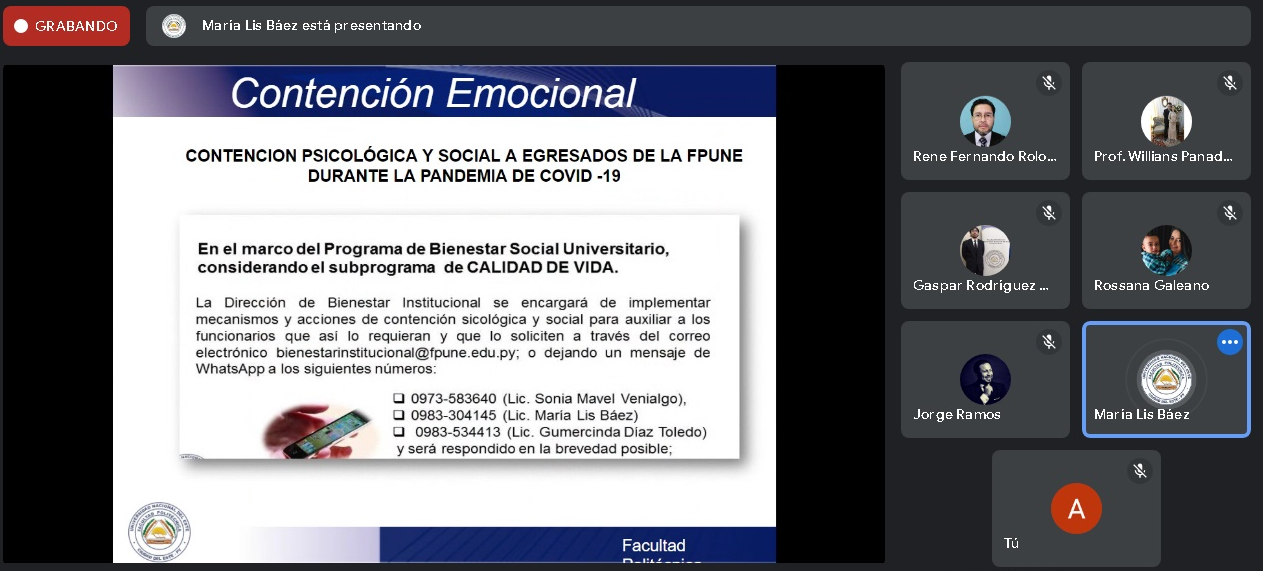 GRABANDO
María Lis Báez está presentando
Contención Emocional
CONTENCION PSICOLÓGICA Y SOCIAL A EGRESADOS DE LA FPUNE
DURANTE LA PANDEMIA DE COVID -19
En el marco del Programa de Bienestar Social Universitario,
considerando el subprograma de CALIDAD DE VIDA.
La Dirección de Bienestar Institucional se encargará de implementar
mecanismos y acciones de contención sicológica y social para auxiliar a los
funcionarios que así lo requieran y que lo soliciten a través del correo
electrónico bienestarinstitucional@fpune.edu.py; o dejando un mensaje de
WhatsApp a los siguientes números:
❑ 0973-583640 (Lic. Sonia Mavel Venialgo),
❑ 0983-304145 (Lic. María Lis Báez)
❑ 0983-534413 (Lic. Gumercinda Díaz Toledo)
y será respondido en la brevedad posible;
Facultad
Politécnica
Rene Fernando Rolo...
Prof. Willians Panad...
Gaspar Rodríguez ...
Rossana Galeano
Jorge Ramos
María Lis Báez
A
Tú